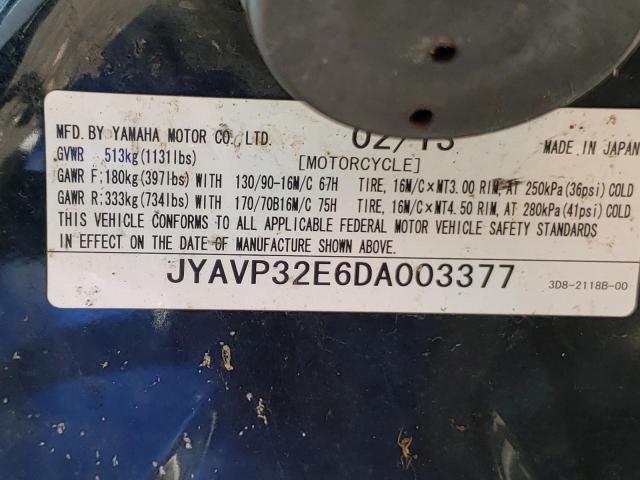 MFD. BY YAMAHA MOTOR CO., LTD. 02/13 MADE IN JAPAN
GVWR 513kg(1131lbs) [MOTORCYCLE]
GAWR F:180kg(397lbs) WITH 130/90-16M/C 67H TIRE, 16M/C×MT3.00 RIM, AT 250kPa(36psi) COLD
GAWR R:333kg(734lbs) WITH 170/70B16M/C 75H TIRE, 16M/C×MT4.50 RIM, AT 280kPa(41psi) COLD
THIS VEHICLE CONFORMS TO ALL APPLICABLE FEDERAL MOTOR VEHICLE SAFETY STANDARDS
IN EFFECT ON THE DATE OF MANUFACTURE SHOWN ABOVE.
JYAVP32E6DA003377 3D8-2118B-00